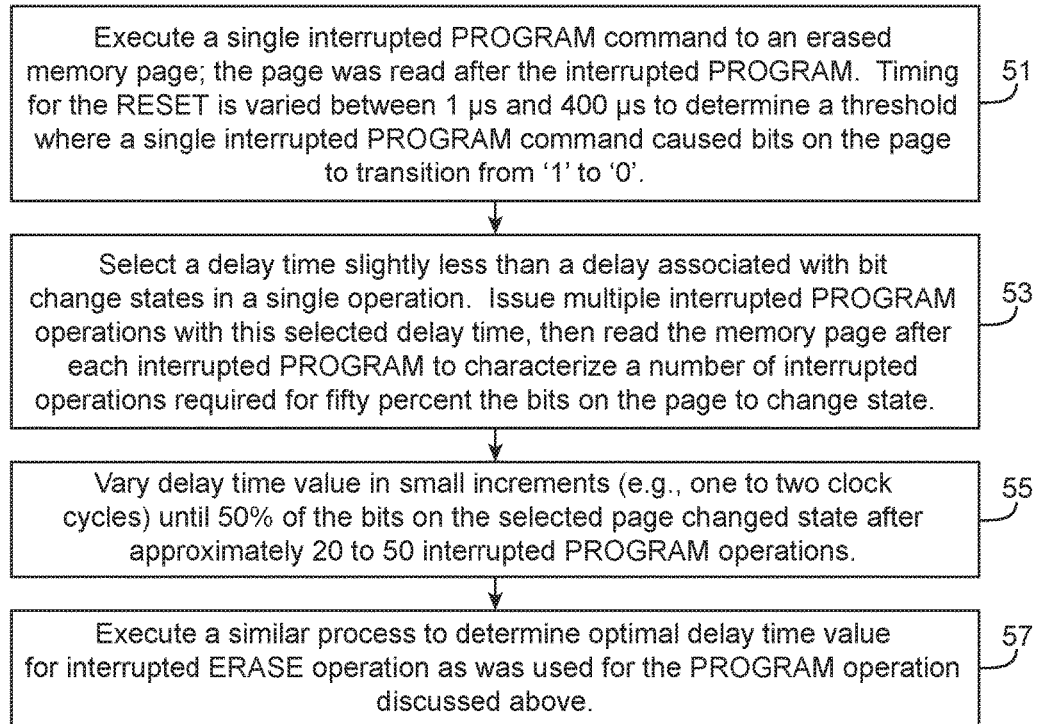 Execute a single interrupted PROGRAM command to an erased
memory page; the page was read after the interrupted PROGRAM. Timing
for the RESET is varied between 1 µs and 400 µs to determine a threshold
where a single interrupted PROGRAM command caused bits on the page
to transition from ‘1’ to ‘0’.
51
Select a delay time slightly less than a delay associated with bit
change states in a single operation. Issue multiple interrupted PROGRAM
operations with this selected delay time, then read the memory page after
each interrupted PROGRAM to characterize a number of interrupted
operations required for fifty percent the bits on the page to change state.
53
Vary delay time value in small increments (e.g., one to two clock
cycles) until 50% of the bits on the selected page changed state after
approximately 20 to 50 interrupted PROGRAM operations.
55
Execute a similar process to determine optimal delay time value
for interrupted ERASE operation as was used for the PROGRAM operation
discussed above.
57